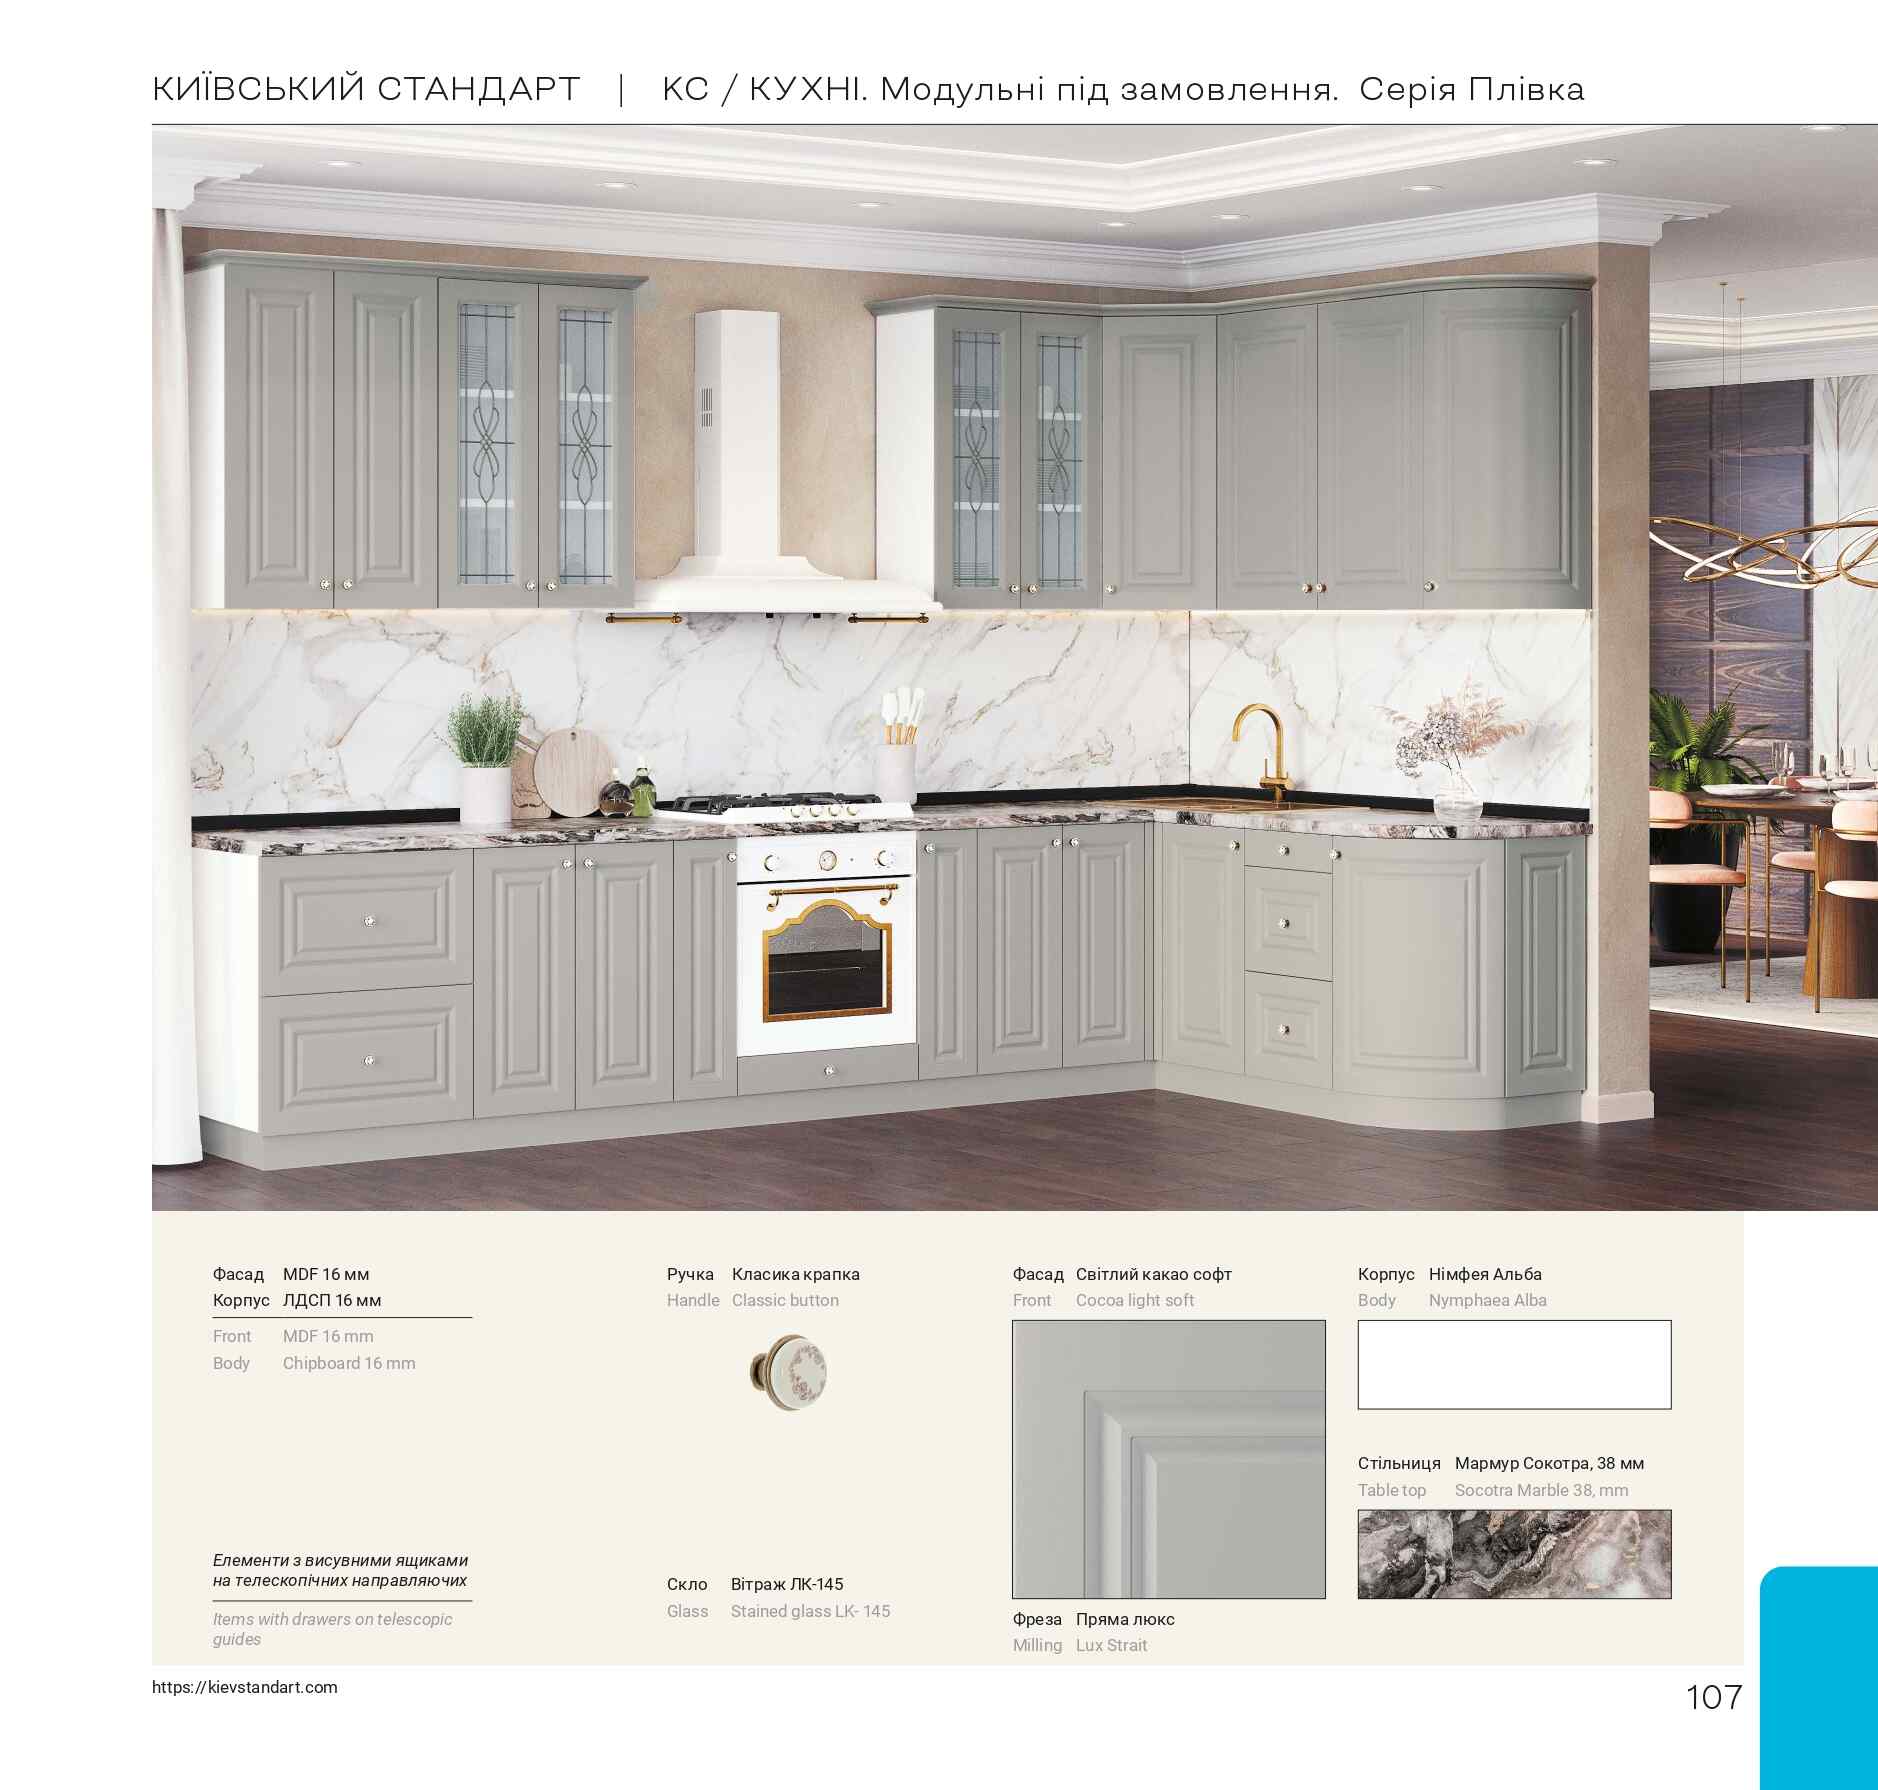 КИЇВСЬКИЙ СТАНДАРТ | КС / КУХНІ. Модульні під замовлення. Серія Плівка
Фасад MDF 16 мм
Корпус ЛДСП 16 мм
Front MDF 16 mm
Body Chipboard 16 mm
Елементи з висувними ящиками
на телескопічних направляючих
Items with drawers on telescopic
guides
Ручка Класика крапка
Handle Classic button
Скло Вітраж ЛК-145
Glass Stained glass LK- 145
Фасад Світлий какао софт
Front Cocoa light soft
Фреза Пряма люкс
Milling Lux Strait
Корпус Німфея Альба
Body Nymphaea Alba
Стільниця Мармур Сокотра, 38 мм
Table top Socotra Marble 38, mm
https://kievstandart.com
107